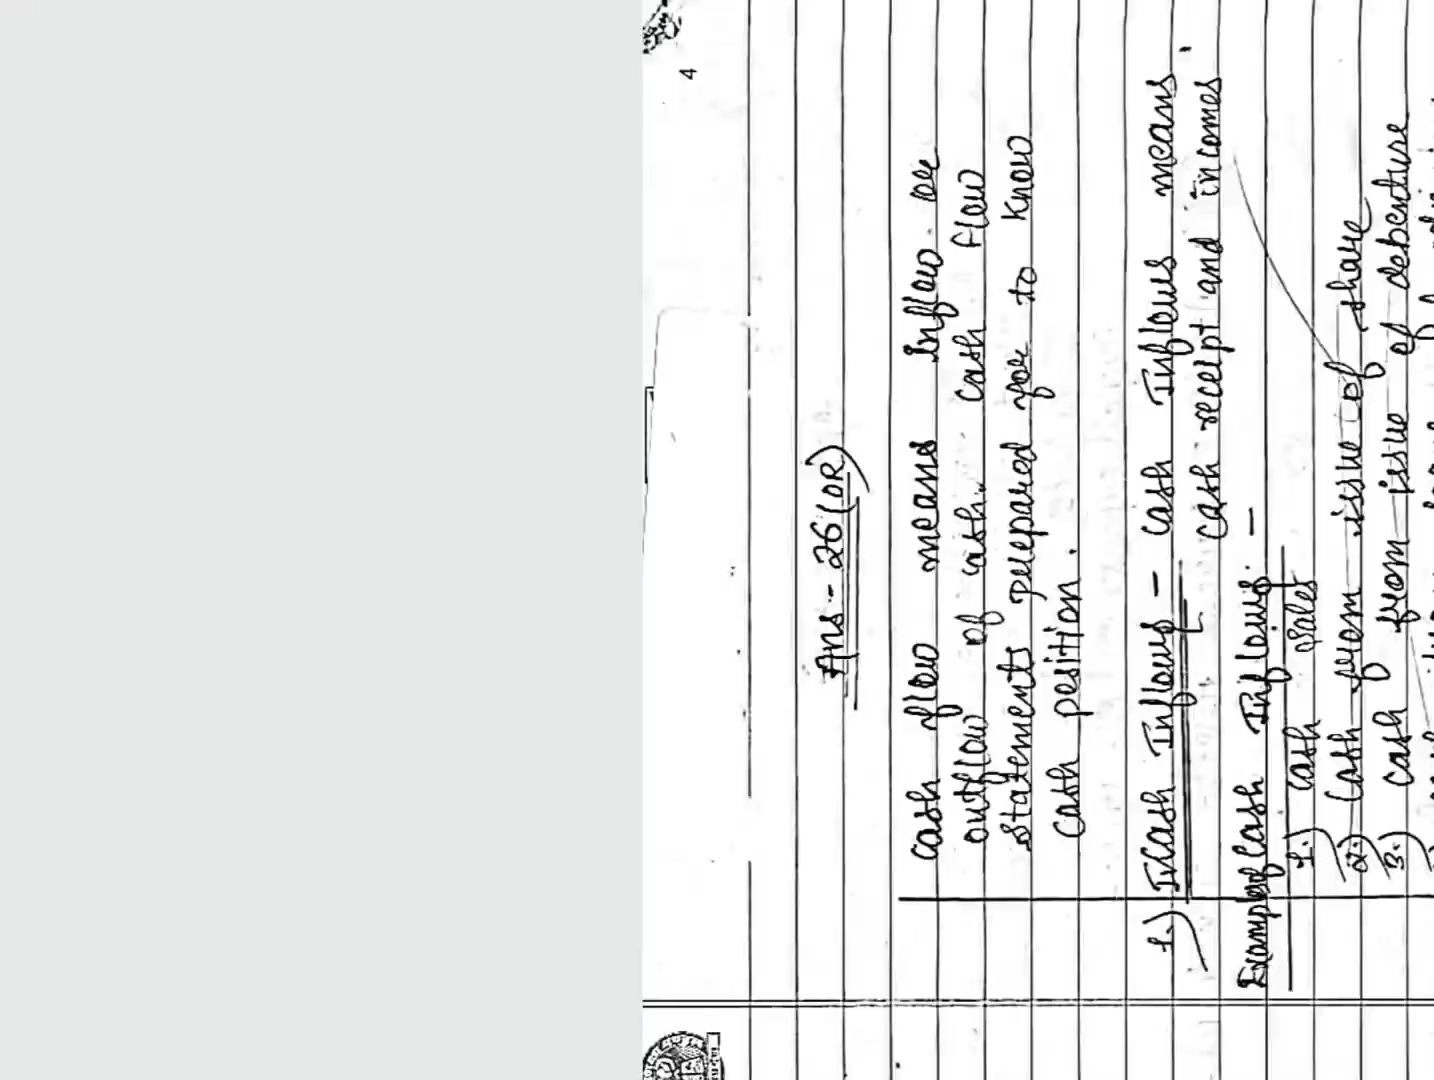 4
Ans:- 26 (OR)
cash flow means inflow or
outflow of cash. cash flow
statements prepared for to know
cash position.
1.) Cash Inflows - Cash Inflows means
cash receipt and incomes.
Examples of Cash Inflows. -
1.) cash sales
2.) Cash from issue of share
3.) cash from issue of debenture